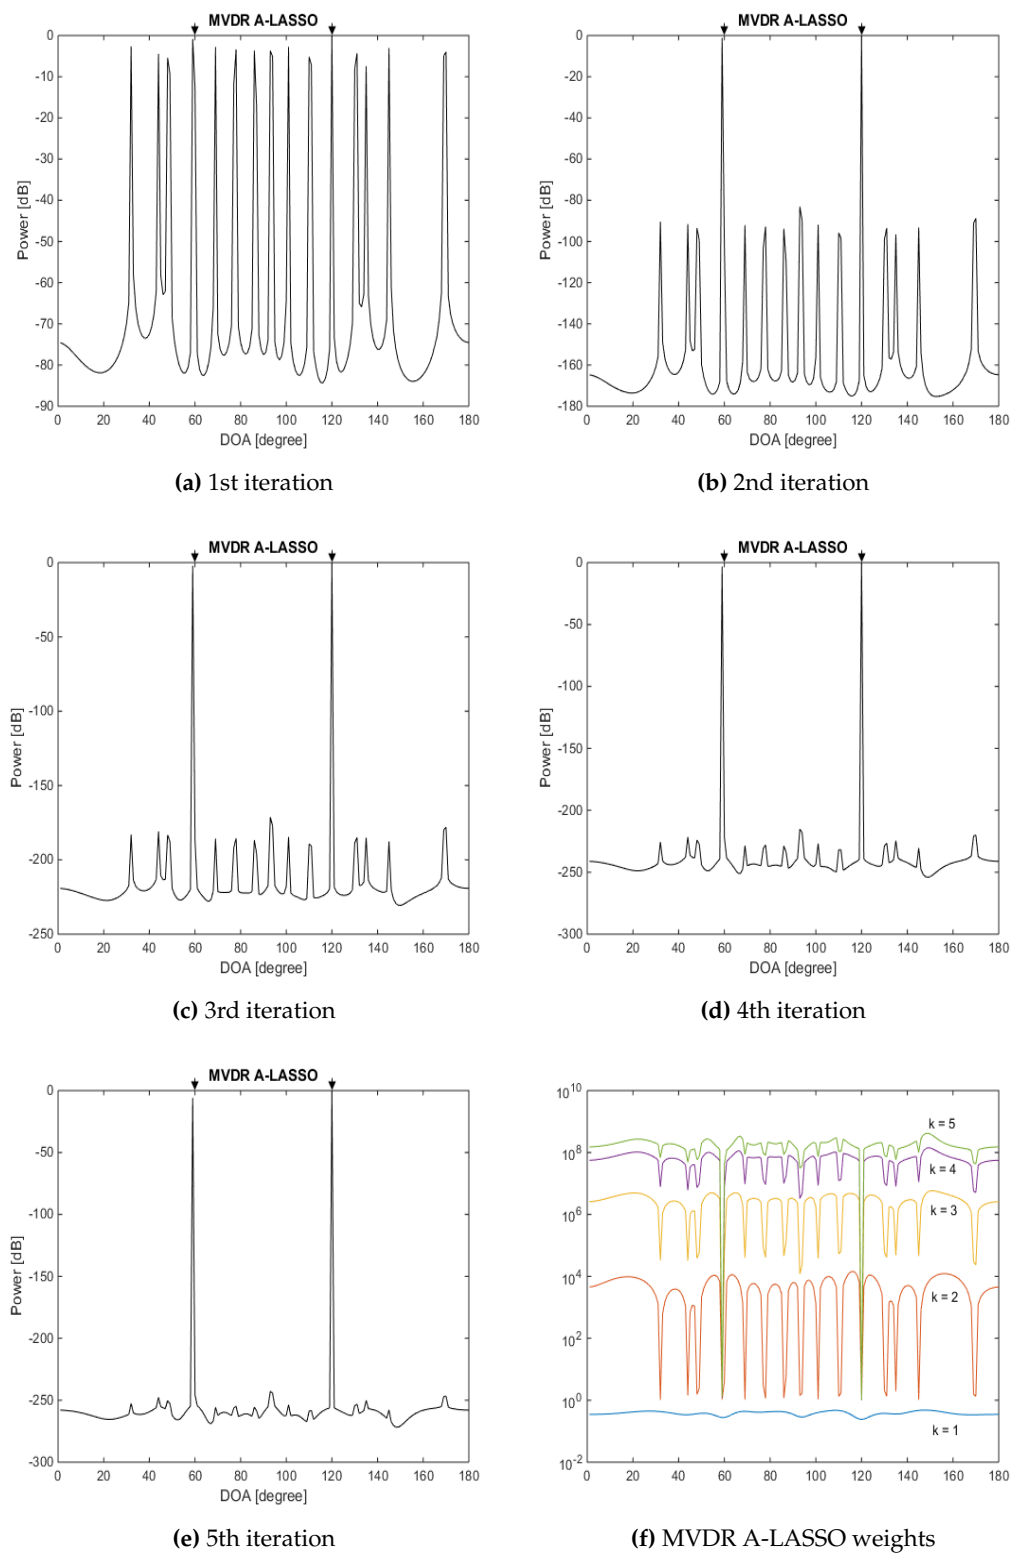 MVDR A-LASSO
0
-10
-20
-30
-40
-50
-60
-70
-80
-90
Power [dB]
0 20 40 60 80 100 120 140 160 180
DOA [degree]
(a) 1st iteration
MVDR A-LASSO
0
-20
-40
-60
-80
-100
-120
-140
-160
-180
Power [dB]
0 20 40 60 80 100 120 140 160 180
DOA [degree]
(b) 2nd iteration
MVDR A-LASSO
0
-50
-100
-150
-200
-250
Power [dB]
0 20 40 60 80 100 120 140 160 180
DOA [degree]
(c) 3rd iteration
MVDR A-LASSO
0
-50
-100
-150
-200
-250
-300
Power [dB]
0 20 40 60 80 100 120 140 160 180
DOA [degree]
(d) 4th iteration
MVDR A-LASSO
0
-50
-100
-150
-200
-250
-300
Power [dB]
0 20 40 60 80 100 120 140 160 180
DOA [degree]
(e) 5th iteration
10^10
10^8
10^6
10^4
10^2
10^0
10^-2
k = 5
k = 4
k = 3
k = 2
k = 1
0 20 40 60 80 100 120 140 160 180
(f) MVDR A-LASSO weights